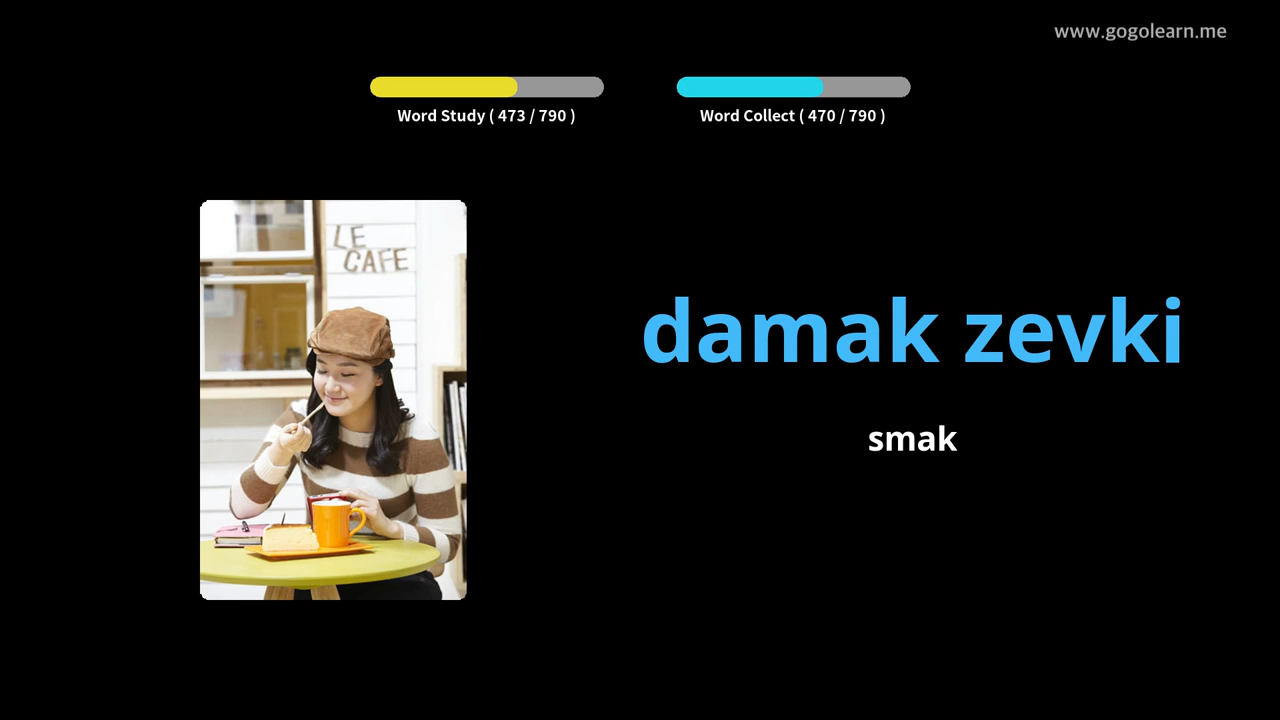 www.gogolearn.me
Word Study ( 473 / 790 )
Word Collect ( 470 / 790 )
LE
CAFE
damak zevki
smak